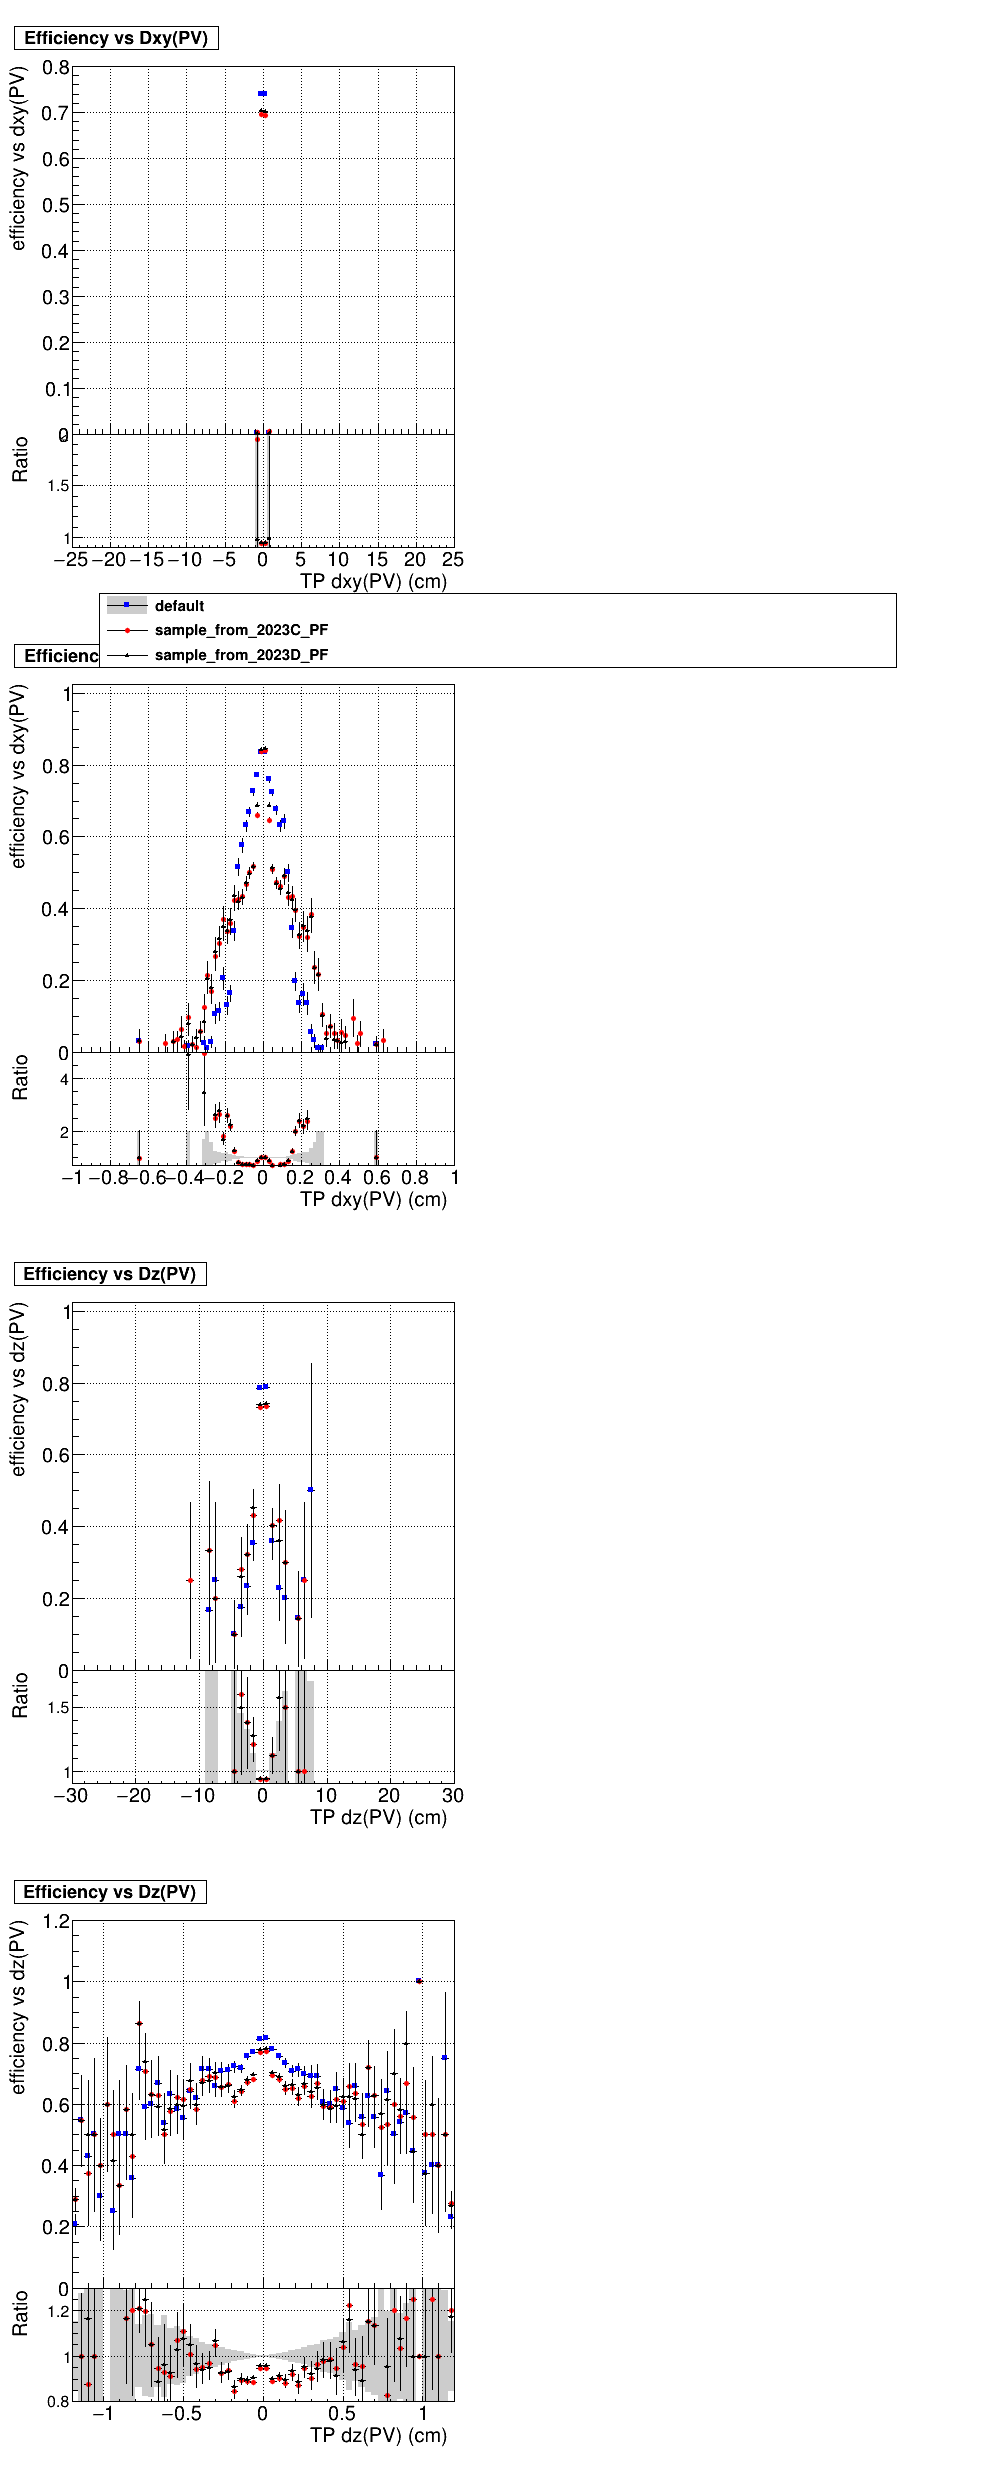 Efficiency vs Dxy(PV)
efficiency vs dxy(PV)
0.8
0.7
0.6
0.5
0.4
0.3
0.2
0.1
0
Ratio
2
1.5
1
−25 −20 −15 −10 −5 0 5 10 15 20 25
TP dxy(PV) (cm)
default
sample_from_2023C_PF
sample_from_2023D_PF
Efficienc
efficiency vs dxy(PV)
1
0.8
0.6
0.4
0.2
0
Ratio
4
2
−1 −0.8 −0.6 −0.4 −0.2 0 0.2 0.4 0.6 0.8 1
TP dxy(PV) (cm)
Efficiency vs Dz(PV)
efficiency vs dz(PV)
1
0.8
0.6
0.4
0.2
0
Ratio
1.5
1
−30 −20 −10 0 10 20 30
TP dz(PV) (cm)
Efficiency vs Dz(PV)
efficiency vs dz(PV)
1.2
1
0.8
0.6
0.4
0.2
0
Ratio
1.2
1
0.8
−1 −0.5 0 0.5 1
TP dz(PV) (cm)